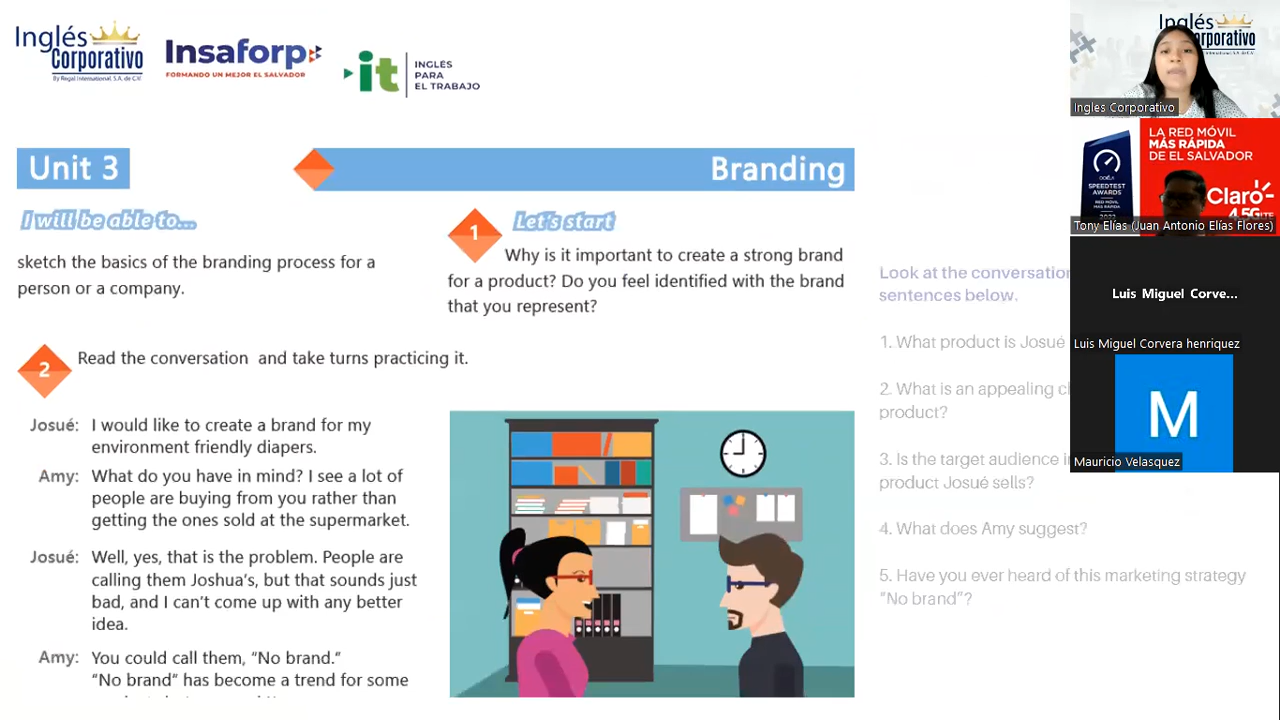 Inglés
Corporativo
By Regal International, S.A. de C.V.
Insaforp
FORMANDO UN MEJOR EL SALVADOR
it
INGLÉS
PARA
EL TRABAJO
Unit 3
Branding
I will be able to...
sketch the basics of the branding process for a
person or a company.
1
Let's start
Why is it important to create a strong brand
for a product? Do you feel identified with the brand
that you represent?
2
Read the conversation and take turns practicing it.
Josué: I would like to create a brand for my
environment friendly diapers.
Amy: What do you have in mind? I see a lot of
people are buying from you rather than
getting the ones sold at the supermarket.
Josué: Well, yes, that is the problem. People are
calling them Joshua's, but that sounds just
bad, and I can't come up with any better
idea.
Amy: You could call them, “No brand.”
“No brand” has become a trend for some
Look at the conversation
sentences below.
1. What product is Josué
2. What is an appealing
product?
3. Is the target audience
product Josué sells?
4. What does Amy suggest?
5. Have you ever heard of this marketing strategy
“No brand”?
Inglés
Corporativo
Ingles Corporativo
LA RED MÓVIL
MÁS RÁPIDA
DE EL SALVADOR
SPEEDTEST
AWARDS
Claro
4.5G LTE
Tony Elías (Juan Antonio Elías Flores)
Luis Miguel Corve...
Luis Miguel Corvera henriquez
M
Mauricio Velasquez